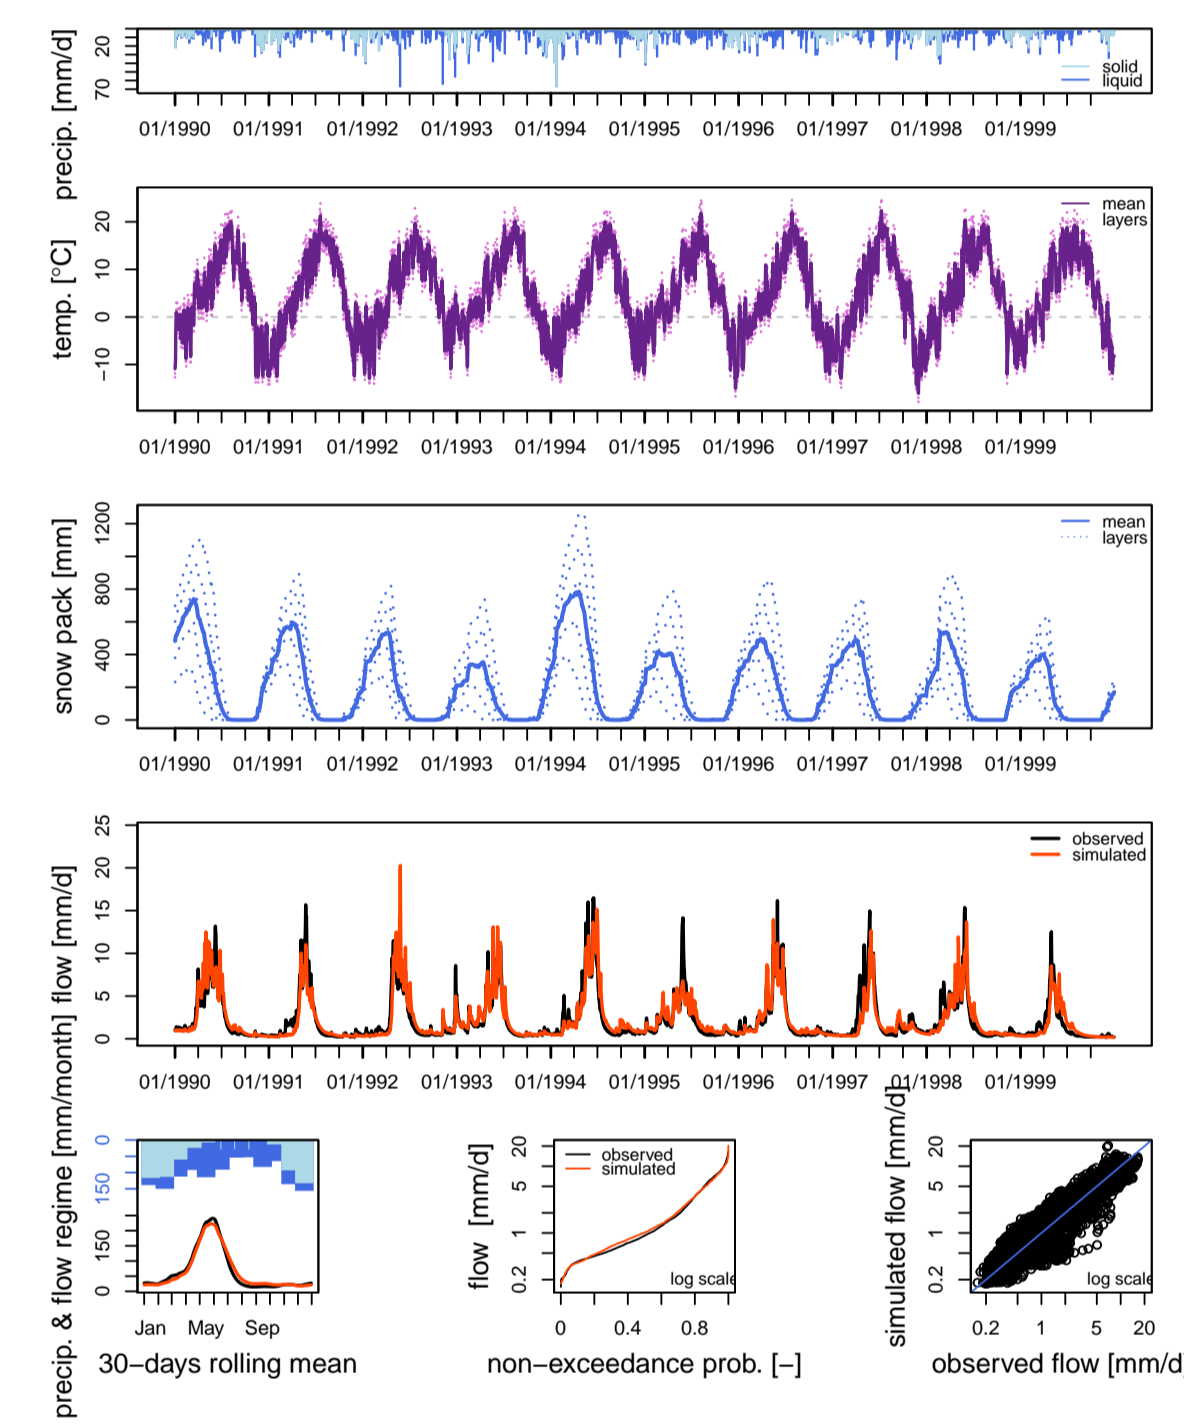 precip. [mm/d]
20
70
solid
liquid
01/1990 01/1991 01/1992 01/1993 01/1994 01/1995 01/1996 01/1997 01/1998 01/1999
temp. [°C]
20
10
0
−10
mean
layers
01/1990 01/1991 01/1992 01/1993 01/1994 01/1995 01/1996 01/1997 01/1998 01/1999
snow pack [mm]
1200
800
400
0
mean
layers
01/1990 01/1991 01/1992 01/1993 01/1994 01/1995 01/1996 01/1997 01/1998 01/1999
flow [mm/d]
25
20
15
10
5
0
observed
simulated
01/1990 01/1991 01/1992 01/1993 01/1994 01/1995 01/1996 01/1997 01/1998 01/1999
precip. & flow regime [mm/month]
0
150
150
0
Jan May Sep
30−days rolling mean
flow [mm/d]
20
5
1
0.2
observed
simulated
log scale
0 0.4 0.8
non−exceedance prob. [−]
simulated flow [mm/d]
20
5
1
0.2
log scale
0.2 1 5 20
observed flow [mm/d]